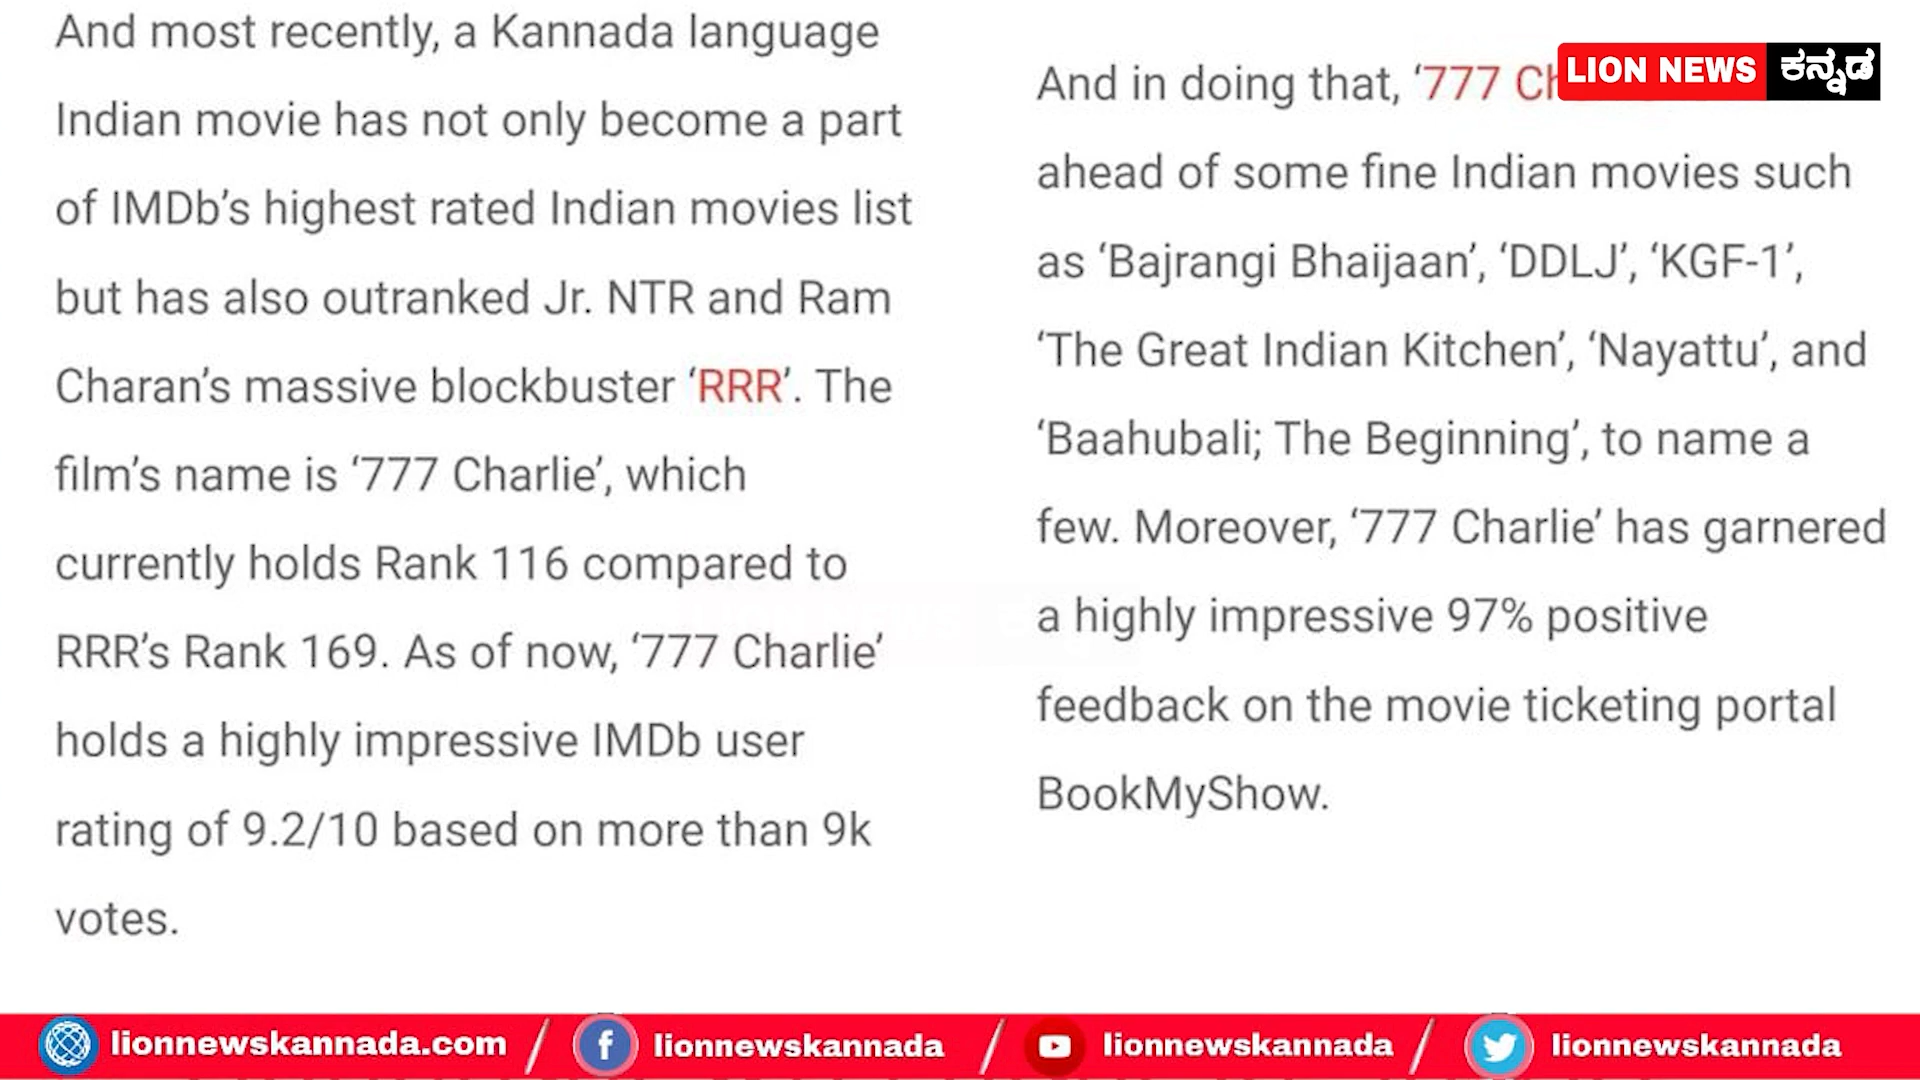 And most recently, a Kannada language
Indian movie has not only become a part
of IMDb’s highest rated Indian movies list
but has also outranked Jr. NTR and Ram
Charan’s massive blockbuster ‘RRR’. The
film’s name is ‘777 Charlie’, which
currently holds Rank 116 compared to
RRR’s Rank 169. As of now, ‘777 Charlie’
holds a highly impressive IMDb user
rating of 9.2/10 based on more than 9k
votes.
And in doing that, ‘777
ahead of some fine Indian movies such
as ‘Bajrangi Bhaijaan’, ‘DDLJ’, ‘KGF-1’,
‘The Great Indian Kitchen’, ‘Nayattu’, and
‘Baahubali; The Beginning’, to name a
few. Moreover, ‘777 Charlie’ has garnered
a highly impressive 97% positive
feedback on the movie ticketing portal
BookMyShow.
LION NEWS ಕನ್ನಡ
lionnewskannada.com / lionnewskannada / lionnewskannada / lionnewskannada